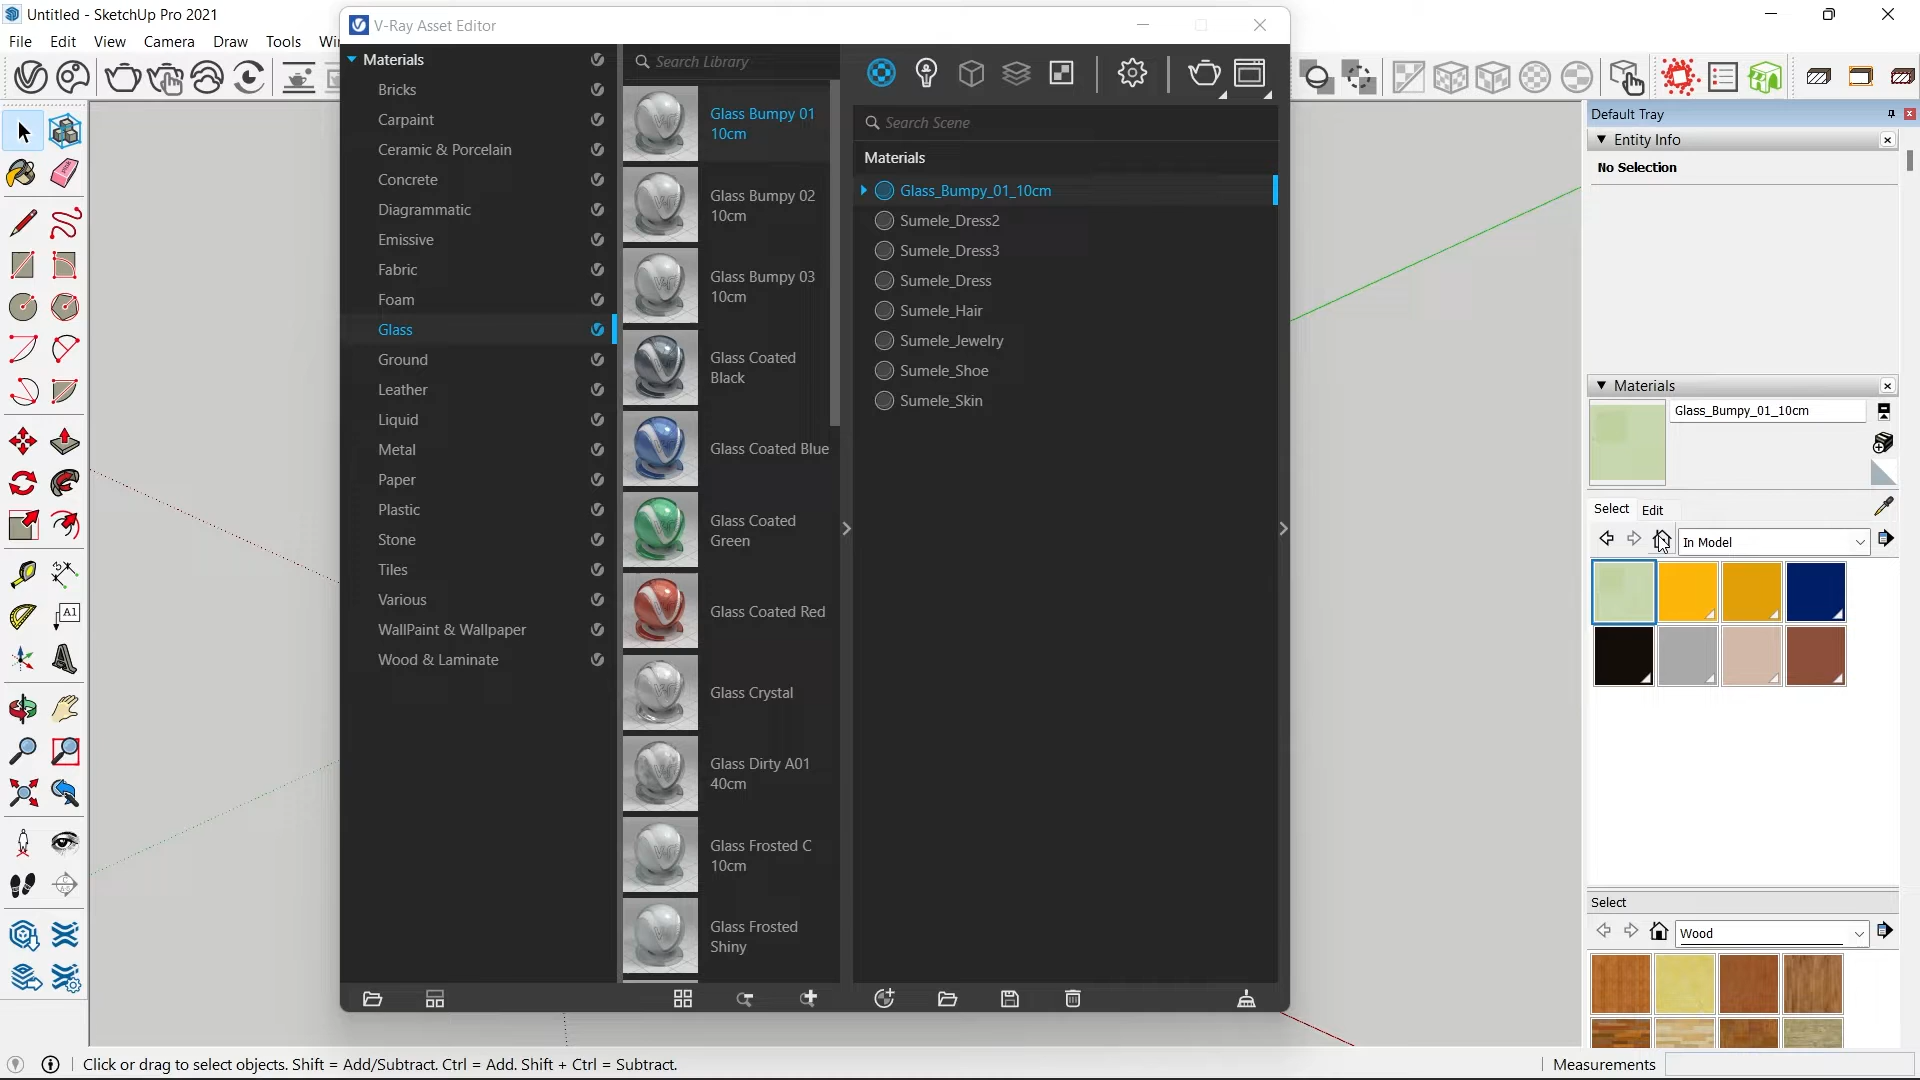 Untitled - SketchUp Pro 2021
File Edit View Camera Draw Tools Wi
V-Ray Asset Editor
Materials
Bricks
Carpaint
Ceramic & Porcelain
Concrete
Diagrammatic
Emissive
Fabric
Foam
Glass
Ground
Leather
Liquid
Metal
Paper
Plastic
Stone
Tiles
Various
WallPaint & Wallpaper
Wood & Laminate
Search Library
Glass Bumpy 01
10cm
Glass Bumpy 02
10cm
Glass Bumpy 03
10cm
Glass Coated
Black
Glass Coated Blue
Glass Coated
Green
Glass Coated Red
Glass Crystal
Glass Dirty A01
40cm
Glass Frosted C
10cm
Glass Frosted
Shiny
Search Scene
Materials
Glass_Bumpy_01_10cm
Sumele_Dress2
Sumele_Dress3
Sumele_Dress
Sumele_Hair
Sumele_Jewelry
Sumele_Shoe
Sumele_Skin
Default Tray
Entity Info
No Selection
Materials
Glass_Bumpy_01_10cm
Select Edit
In Model
Select
Wood
A1
Click or drag to select objects. Shift = Add/Subtract. Ctrl = Add. Shift + Ctrl = Subtract.
Measurements